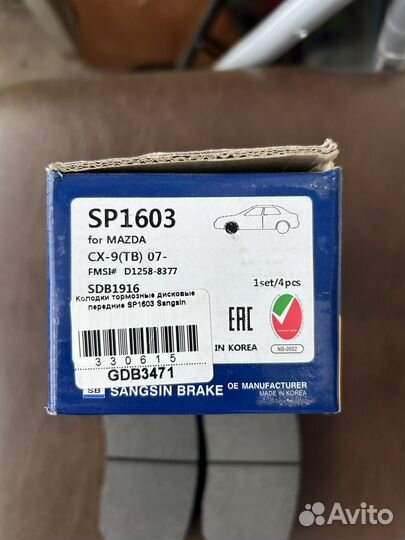 SP1603
for MAZDA
CX-9(TB) 07-
FMSI# D1258-8377
SDB1916
1set/4pcs
Колодки тормозные дисковые
передние SP1603 Sangsin
330615
GDB3471
EAC
IN KOREA
NB-0002
SB
SANGSIN BRAKE
OE MANUFACTURER
MADE IN KOREA
Avito